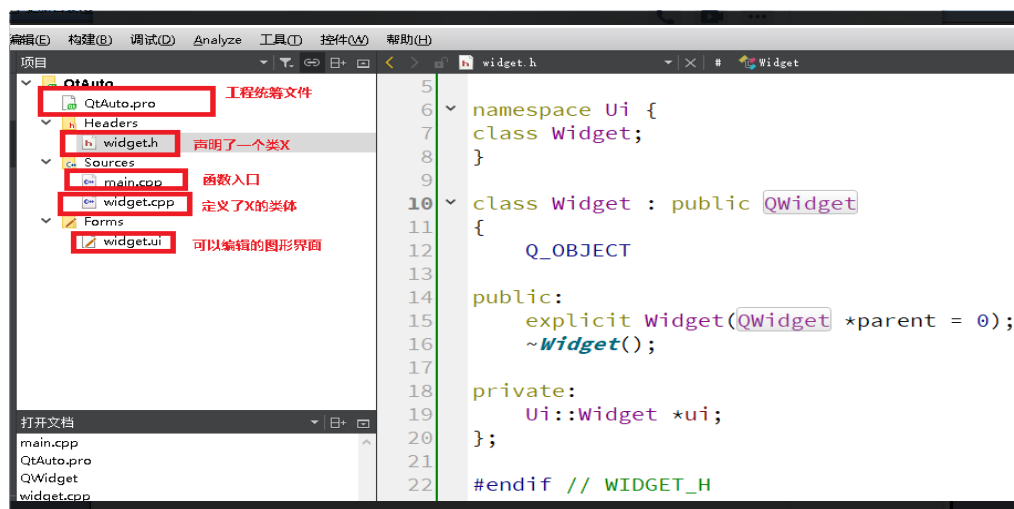 编辑(E) 构建(B) 调试(D) Analyze 工具(T) 控件(W) 帮助(H)
项目
widget.h # Widget
QtAuto
QtAuto.pro 工程统筹文件
Headers
widget.h 声明了一个类X
Sources
main.cpp 函数入口
widget.cpp 定义了X的类体
Forms
widget.ui 可以编辑的图形界面
5
6 namespace Ui {
7 class Widget;
8 }
9
10 class Widget : public QWidget
11 {
12 Q_OBJECT
13
14 public:
15 explicit Widget(QWidget *parent = 0);
16 ~Widget();
17
18 private:
19 Ui::Widget *ui;
20 };
21
22 #endif // WIDGET_H
打开文档
main.cpp
QtAuto.pro
QWidget
widget.cpp